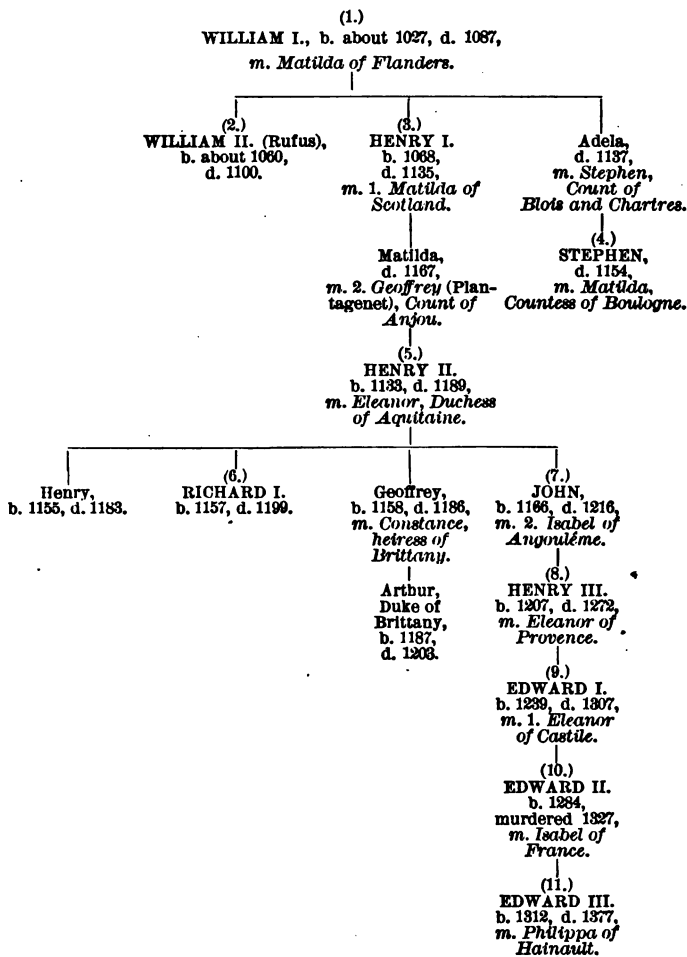 (1.)
WILLIAM I., b. about 1027, d. 1087,
m. Matilda of Flanders.
(2.)
WILLIAM II. (Rufus),
b. about 1060,
d. 1100.
(3.)
HENRY I.
b. 1068,
d. 1135,
m. 1. Matilda of
Scotland.
Adela,
d. 1137,
m. Stephen,
Count of
Blois and Chartres.
Matilda,
d. 1167,
m. 2. Geoffrey (Plan-
tagenet), Count of
Anjou.
(4.)
STEPHEN,
d. 1154,
m. Matilda,
Countess of Boulogne.
(5.)
HENRY II.
b. 1133, d. 1189,
m. Eleanor, Duchess
of Aquitaine.
Henry,
b. 1155, d. 1183.
(6.)
RICHARD I.
b. 1157, d. 1199.
Geoffrey,
b. 1158, d. 1186,
m. Constance,
heiress of
Brittany.
Arthur,
Duke of
Brittany,
b. 1187,
d. 1203.
(7.)
JOHN,
b. 1166, d. 1216,
m. 2. Isabel of
Angoulême.
(8.)
HENRY III.
b. 1207, d. 1272,
m. Eleanor of
Provence.
(9.)
EDWARD I.
b. 1239, d. 1307,
m. 1. Eleanor
of Castile.
(10.)
EDWARD II.
b. 1284,
murdered 1327,
m. Isabel of
France.
(11.)
EDWARD III.
b. 1312, d. 1377,
m. Philippa of
Hainault.